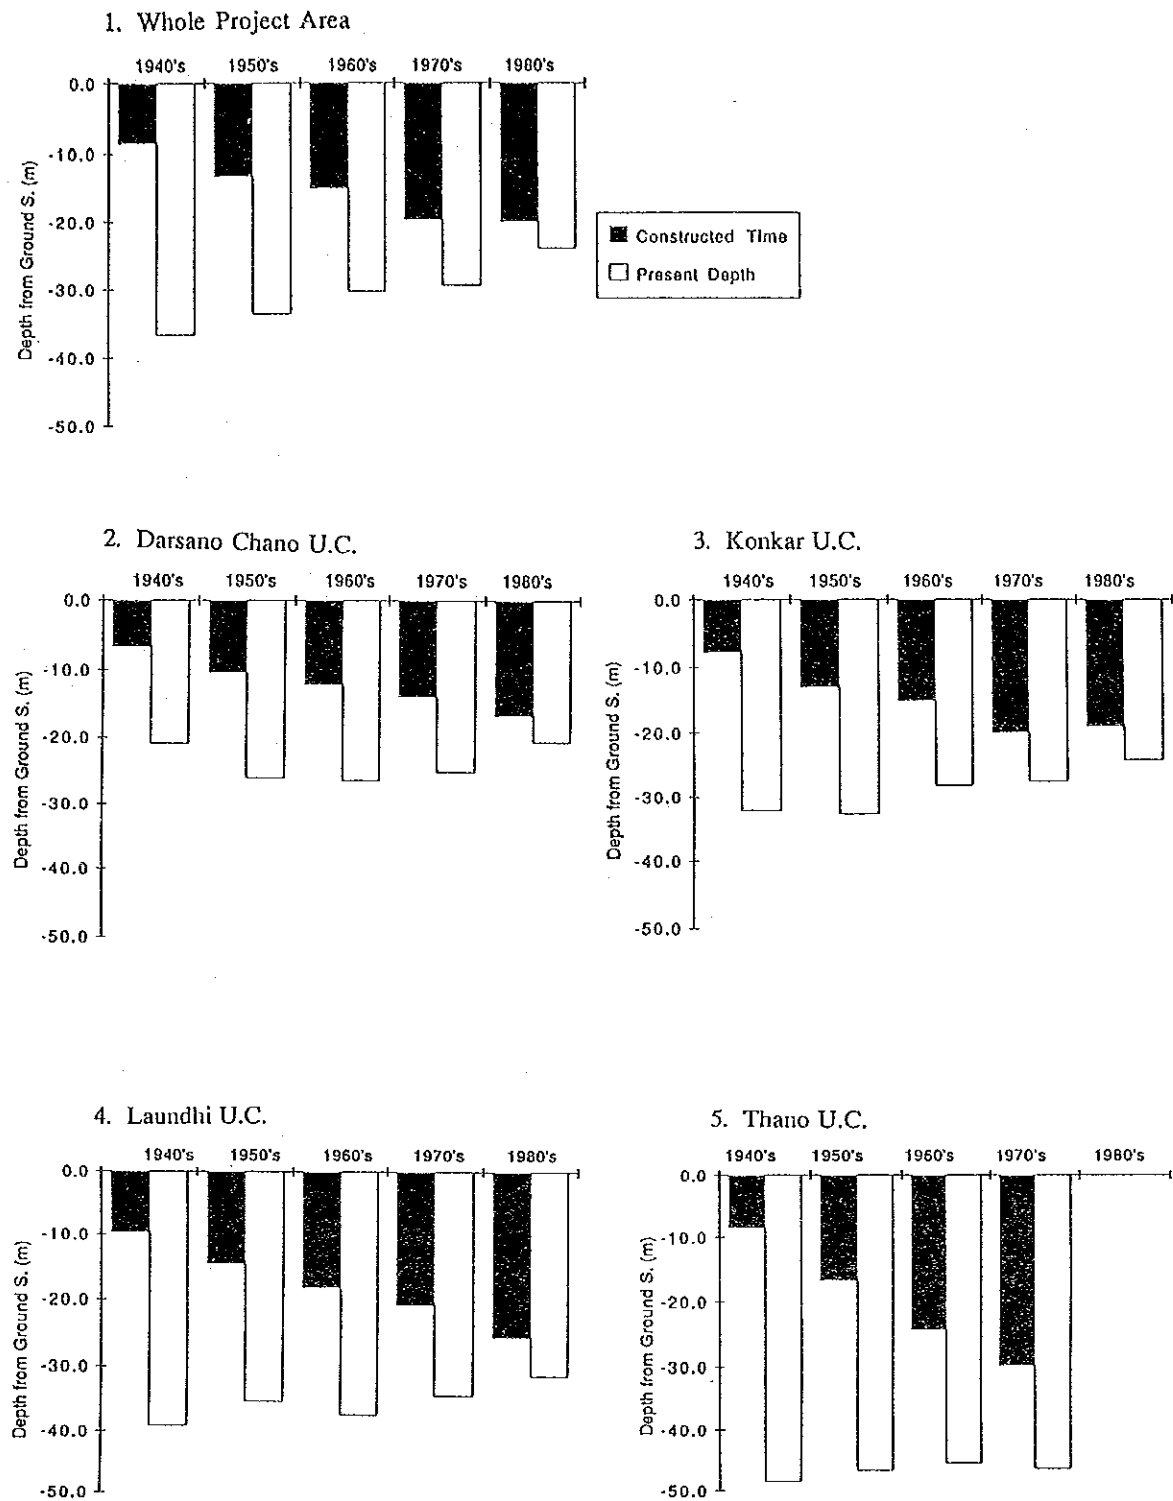 1. Whole Project Area
1940's 1950's 1960's 1970's 1980's
0.0
-10.0
-20.0
-30.0
-40.0
-50.0
Depth from Ground S. (m)
Constructed Time
Present Depth
2. Darsano Chano U.C.
1940's 1950's 1960's 1970's 1980's
0.0
-10.0
-20.0
-30.0
-40.0
-50.0
Depth from Ground S. (m)
3. Konkar U.C.
1940's 1950's 1960's 1970's 1980's
0.0
-10.0
-20.0
-30.0
-40.0
-50.0
Depth from Ground S. (m)
4. Laundhi U.C.
1940's 1950's 1960's 1970's 1980's
0.0
-10.0
-20.0
-30.0
-40.0
-50.0
Depth from Ground S. (m)
5. Thano U.C.
1940's 1950's 1960's 1970's 1980's
0.0
-10.0
-20.0
-30.0
-40.0
-50.0
Depth from Ground S. (m)